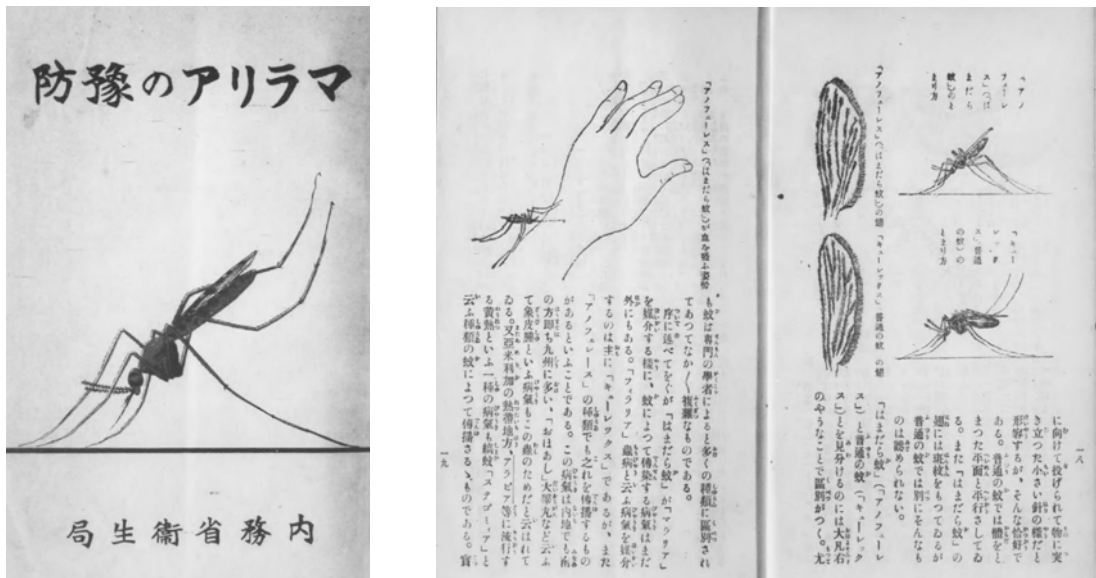 マラリアの豫防
内務省衞生局
一八
「アノ
フェーレ
ス」(は
まだら
蚊)のと
まり方
「キュー
レック
ス」普通
の蚊)の
とまり方
「アノフェーレス」(はまだら蚊)の翅
「キューレックス」普通の蚊の翅
に向けて投げられて物に突
き立つた小さい針の樣だと
形容するが、そんな恰好で
ある。普通の蚊では體をと
まつた平面と平行してゐ
る。また「はまだら蚊」の
翅には斑紋をもつてゐるが
普通の蚊では別にそんなも
のは認められない。
「はまだら蚊」(「アノフェーレ
ス」)と普通の蚊(「キューレック
ス」)とを見分けるのには大凡右
のやうなことで區別がつく。尤
「アノフェーレス」(はまだら蚊)が血を吸ふ姿勢
も蚊は專門の學者によると多くの種類に區別され
てあつてなか〱複雜なものである。
序に述べてをくが「はまだら蚊」が「マラリア」
を媒介する樣に、蚊によつて傳染する病氣はまだ
外にもある。「フラリア」蟲病と云ふ病氣を媒介
するのは主に「キューレックス」であるが、また
「アノフェーレス」の種類でも之れを傳播するもの
があるといふことである。この病氣は内地でも南
の方即ち九州に多い、「おほあし」大睾丸など云ふ
て象皮腫といふ病氣もこの蟲のためだと云はれて
ゐる。又亞米利加の熱帶地方、アラビア等に流行す
る黄熱といふ一種の病氣も縞蚊「ステゴミーア」と
云ふ種類の蚊によつて傳播さるゝものである。實
一九